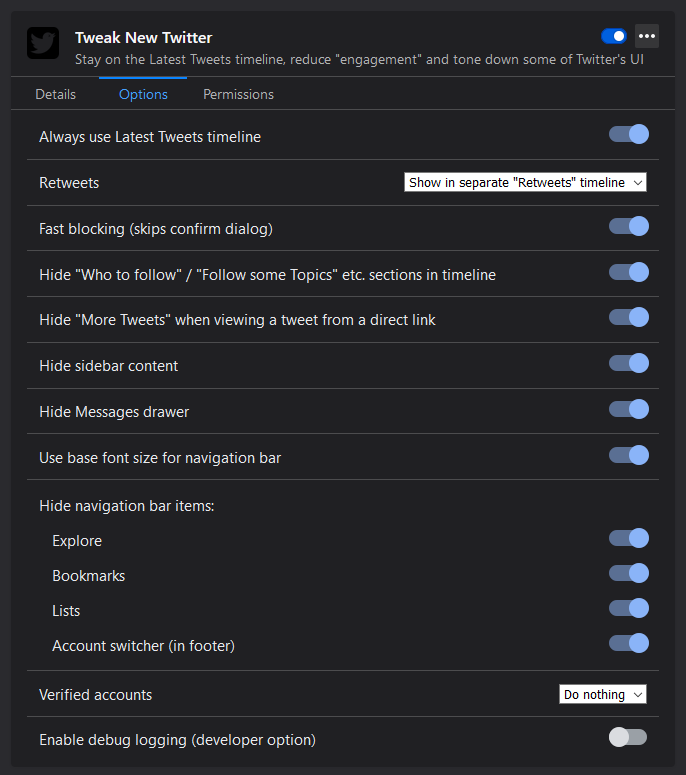 Tweak New Twitter
Stay on the Latest Tweets timeline, reduce "engagement" and tone down some of Twitter's UI
Details Options Permissions
Always use Latest Tweets timeline
Retweets Show in separate "Retweets" timeline
Fast blocking (skips confirm dialog)
Hide "Who to follow" / "Follow some Topics" etc. sections in timeline
Hide "More Tweets" when viewing a tweet from a direct link
Hide sidebar content
Hide Messages drawer
Use base font size for navigation bar
Hide navigation bar items:
Explore
Bookmarks
Lists
Account switcher (in footer)
Verified accounts Do nothing
Enable debug logging (developer option)